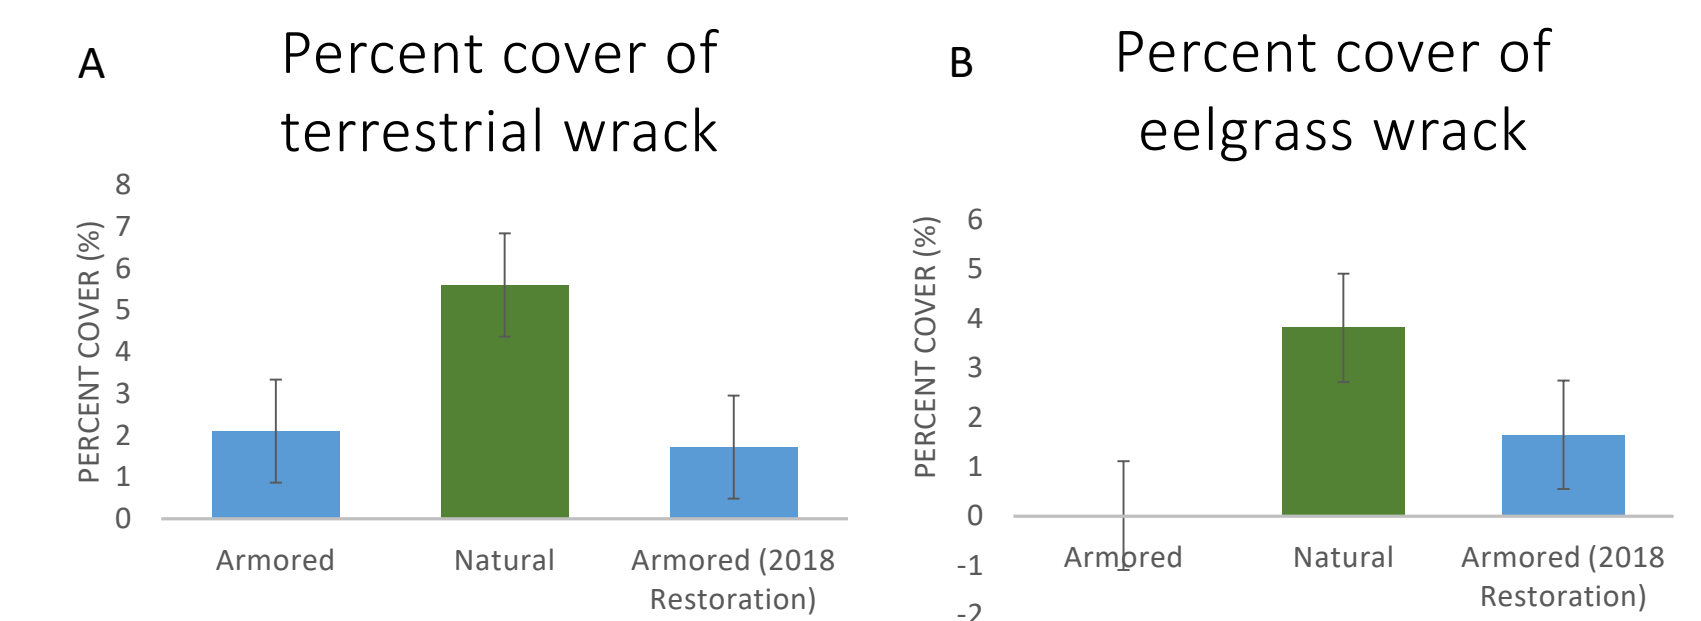 A
Percent cover of
terrestrial wrack
PERCENT COVER (%)
8
7
6
5
4
3
2
1
0
Armored
Natural
Armored (2018
Restoration)
B
Percent cover of
eelgrass wrack
PERCENT COVER (%)
6
5
4
3
2
1
0
-1
-2
Armored
Natural
Armored (2018
Restoration)